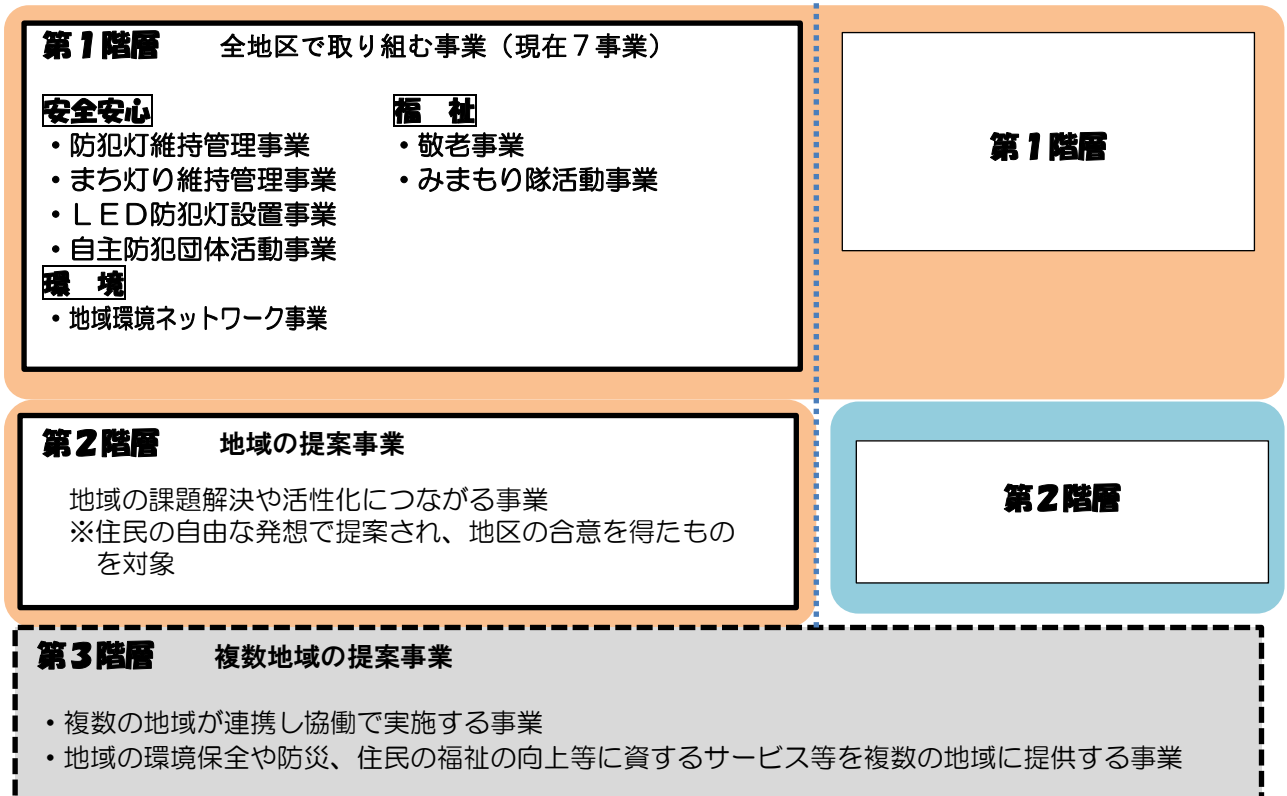 第1階層 全地区で取り組む事業（現在７事業）
安全安心
・防犯灯維持管理事業
・まち灯り維持管理事業
・ＬＥＤ防犯灯設置事業
・自主防犯団体活動事業
環 境
・地域環境ネットワーク事業
福 祉
・敬老事業
・みまもり隊活動事業
第1階層
第2階層 地域の提案事業
地域の課題解決や活性化につながる事業
※住民の自由な発想で提案され、地区の合意を得たもの
を対象
第2階層
第3階層 複数地域の提案事業
・複数の地域が連携し協働で実施する事業
・地域の環境保全や防災、住民の福祉の向上等に資するサービス等を複数の地域に提供する事業